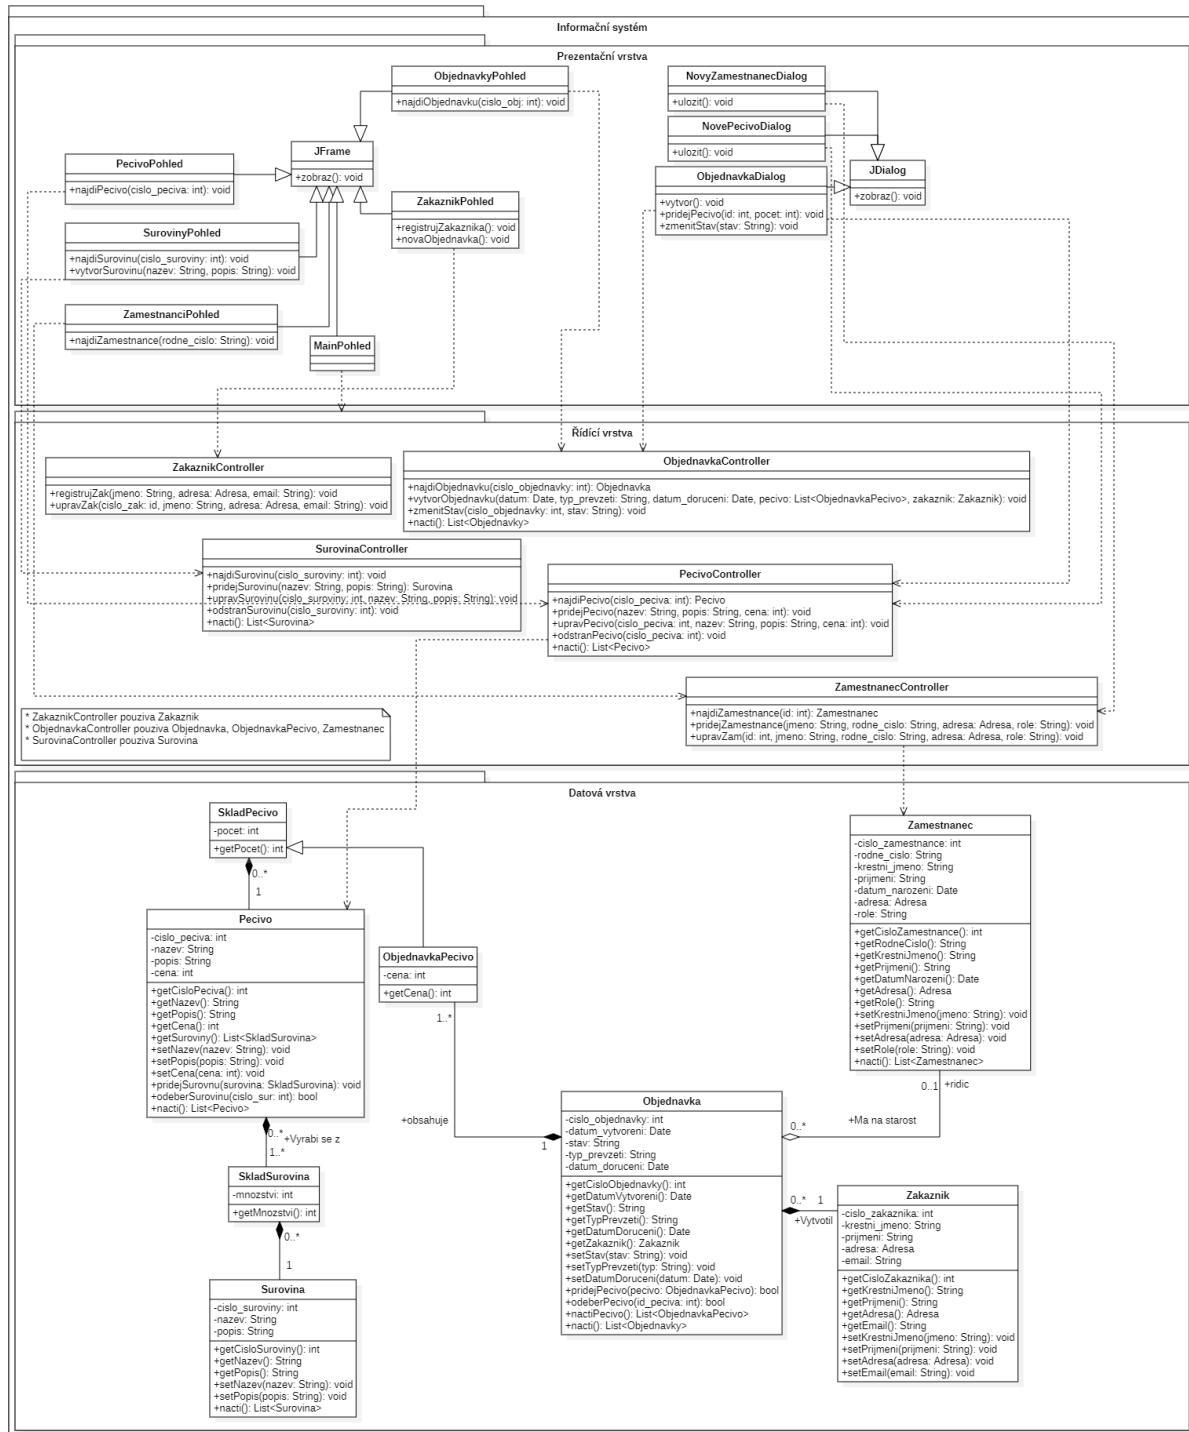 Informační systém
Prezentační vrstva
ObjednavkyPohled
+najdiObjednavku(cislo_obj: int): void
NovyZamestnanecDialog
+ulozit(): void
NovePecivoDialog
+ulozit(): void
JFrame
+zobraz(): void
PecivoPohled
+najdiPecivo(cislo_peciva: int): void
JDialog
+zobraz(): void
ObjednavkaDialog
+vytvor(): void
+pridejPecivo(id: int, pocet: int): void
+zmenitStav(stav: String): void
ZakaznikPohled
+registrujZakaznika(): void
+novaObjednavka(): void
SurovinyPohled
+najdiSurovinu(cislo_suroviny: int): void
+vytvorSurovinu(nazev: String, popis: String): void
ZamestnanciPohled
+najdiZamestnance(rodne_cislo: String): void
MainPohled
Řídící vrstva
ZakaznikController
+registrujZak(jmeno: String, adresa: Adresa, email: String): void
+upravZak(cislo_zak: id, jmeno: String, adresa: Adresa, email: String): void
ObjednavkaController
+najdiObjednavku(cislo_objednavky: int): Objednavka
+vytvorObjednavku(datum: Date, typ_prevzeti: String, datum_doruceni: Date, pecivo: List<ObjednavkaPecivo>, zakaznik: Zakaznik): void
+zmenitStav(cislo_objednavky: int, stav: String): void
+nacti(): List<Objednavky>
SurovinaController
+najdiSurovinu(cislo_suroviny: int): void
+pridejSurovinu(nazev: String, popis: String): Surovina
+upravSurovinu(cislo_suroviny: int, nazev: String, popis: String): void
+odstranSurovinu(cislo_suroviny: int): void
+nacti(): List<Surovina>
PecivoController
+najdiPecivo(cislo_peciva: int): Pecivo
+pridejPecivo(nazev: String, popis: String, cena: int): void
+upravPecivo(cislo_peciva: int, nazev: String, popis: String, cena: int): void
+odstranPecivo(cislo_peciva: int): void
+nacti(): List<Pecivo>
ZamestnanecController
+najdiZamestnance(id: int): Zamestnanec
+pridejZamestnance(jmeno: String, rodne_cislo: String, adresa: Adresa, role: String): void
+upravZam(id: int, jmeno: String, rodne_cislo: String, adresa: Adresa, role: String): void
* ZakaznikController pouziva Zakaznik
* ObjednavkaController pouziva Objednavka, ObjednavkaPecivo, Zamestnanec
* SurovinaController pouziva Surovina
Datová vrstva
SkladPecivo
-pocet: int
+getPocet(): int
0..*
1
Pecivo
-cislo_peciva: int
-nazev: String
-popis: String
-cena: int
+getCisloPeciva(): int
+getNazev(): String
+getPopis(): String
+getCena(): int
+getSuroviny(): List<SkladSurovina>
+setNazev(nazev: String): void
+setPopis(popis: String): void
+setCena(cena: int): void
+pridejSurovnu(surovina: SkladSurovina): void
+odeberSurovinu(cislo_sur: int): bool
+nacti(): List<Pecivo>
0..*
+Vyrabi se z
1..*
SkladSurovina
-mnozstvi: int
+getMnozstvi(): int
0..*
1
Surovina
-cislo_suroviny: int
-nazev: String
-popis: String
+getCisloSuroviny(): int
+getNazev(): String
+getPopis(): String
+setNazev(nazev: String): void
+setPopis(popis: String): void
+nacti(): List<Surovina>
ObjednavkaPecivo
-cena: int
+getCena(): int
1..*
+obsahuje
1
Objednavka
-cislo_objednavky: int
-datum_vytvoreni: Date
-stav: String
-typ_prevzeti: String
-datum_doruceni: Date
+getCisloObjednavky(): int
+getDatumVytvoreni(): Date
+getStav(): String
+getTypPrevzeti(): String
+getDatumDoruceni(): Date
+getZakaznik(): Zakaznik
+setStav(stav: String): void
+setTypPrevzeti(typ: String): void
+setDatumDoruceni(datum: Date): void
+pridejPecivo(pecivo: ObjednavkaPecivo): bool
+odeberPecivo(id_peciva: int): bool
+nactiPecivo(): List<ObjednavkaPecivo>
+nacti(): List<Objednavky>
Zamestnanec
-cislo_zamestnance: int
-rodne_cislo: String
-krestni_jmeno: String
-prijmeni: String
-datum_narozeni: Date
-adresa: Adresa
-role: String
+getCisloZamestnance(): int
+getRodneCislo(): String
+getKrestniJmeno(): String
+getPrijmeni(): String
+getDatumNarozeni(): Date
+getAdresa(): Adresa
+getRole(): String
+setKrestniJmeno(jmeno: String): void
+setPrijmeni(prijmeni: String): void
+setAdresa(adresa: Adresa): void
+setRole(role: String): void
+nacti(): List<Zamestnanec>
0..1
+ridic
0..*
+Ma na starost
0..*
1
+Vytvotil
Zakaznik
-cislo_zakaznika: int
-krestni_jmeno: String
-prijmeni: String
-adresa: Adresa
-email: String
+getCisloZakaznika(): int
+getKrestniJmeno(): String
+getPrijmeni(): String
+getAdresa(): Adresa
+getEmail(): String
+setKrestniJmeno(jmeno: String): void
+setPrijmeni(prijmeni: String): void
+setAdresa(adresa: Adresa): void
+setEmail(email: String): void